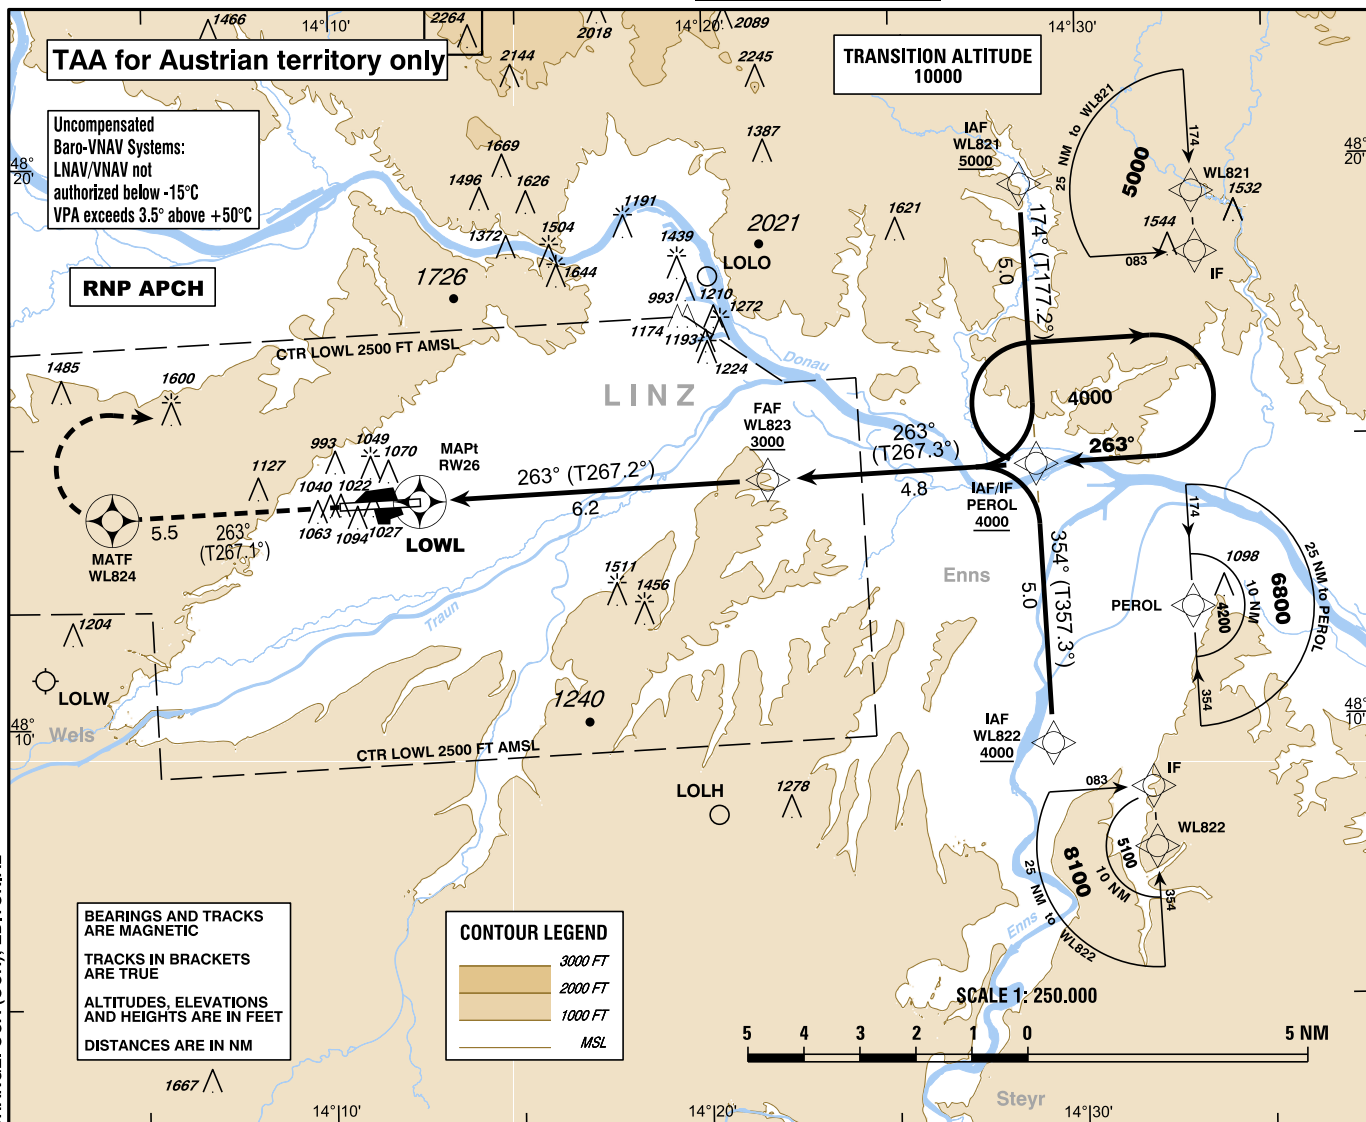 14°10'
14°20'
14°30'
1466
2264
2018
2089
2144
2245
TAA for Austrian territory only
TRANSITION ALTITUDE
10000
Uncompensated
Baro-VNAV Systems:
LNAV/VNAV not
authorized below -15°C
VPA exceeds 3.5° above +50°C
48°
20'
48°
20'
1669
1496
1626
1387
1191
1372
1504
1644
1439
2021
1621
LOLO
1726
RNP APCH
993
1210
1272
1174
1193
1224
IAF
WL821
5000
174° (T177.2°)
5.0
25 NM to WL821
174
5000
WL821
1532
1544
083
IF
CTR LOWL 2500 FT AMSL
1485
1600
LINZ
Donau
4000
263°
FAF
WL823
3000
263°
(T267.3°)
4.8
IAF/IF
PEROL
4000
993
1049
1070
MAPt
RW26
263° (T267.2°)
6.2
1127
1040
1022
1063
1094
1027
LOWL
5.5
263°
(T267.1°)
MATF
WL824
1511
1456
Enns
354° (T357.3°)
5.0
174
1098
25 NM to PEROL
6800
10 NM
4200
PEROL
354
1204
Traun
LOLW
1240
48°
10'
48°
10'
Wels
CTR LOWL 2500 FT AMSL
IAF
WL822
4000
LOLH
1278
083
IF
WL822
5100
10 NM
8100
25 NM to WL822
354
Enns
BEARINGS AND TRACKS
ARE MAGNETIC
TRACKS IN BRACKETS
ARE TRUE
ALTITUDES, ELEVATIONS
AND HEIGHTS ARE IN FEET
DISTANCES ARE IN NM
CONTOUR LEGEND
3000 FT
2000 FT
1000 FT
MSL
SCALE 1: 250.000
5 4 3 2 1 0 5 NM
1667
Steyr
14°10'
14°20'
14°30'